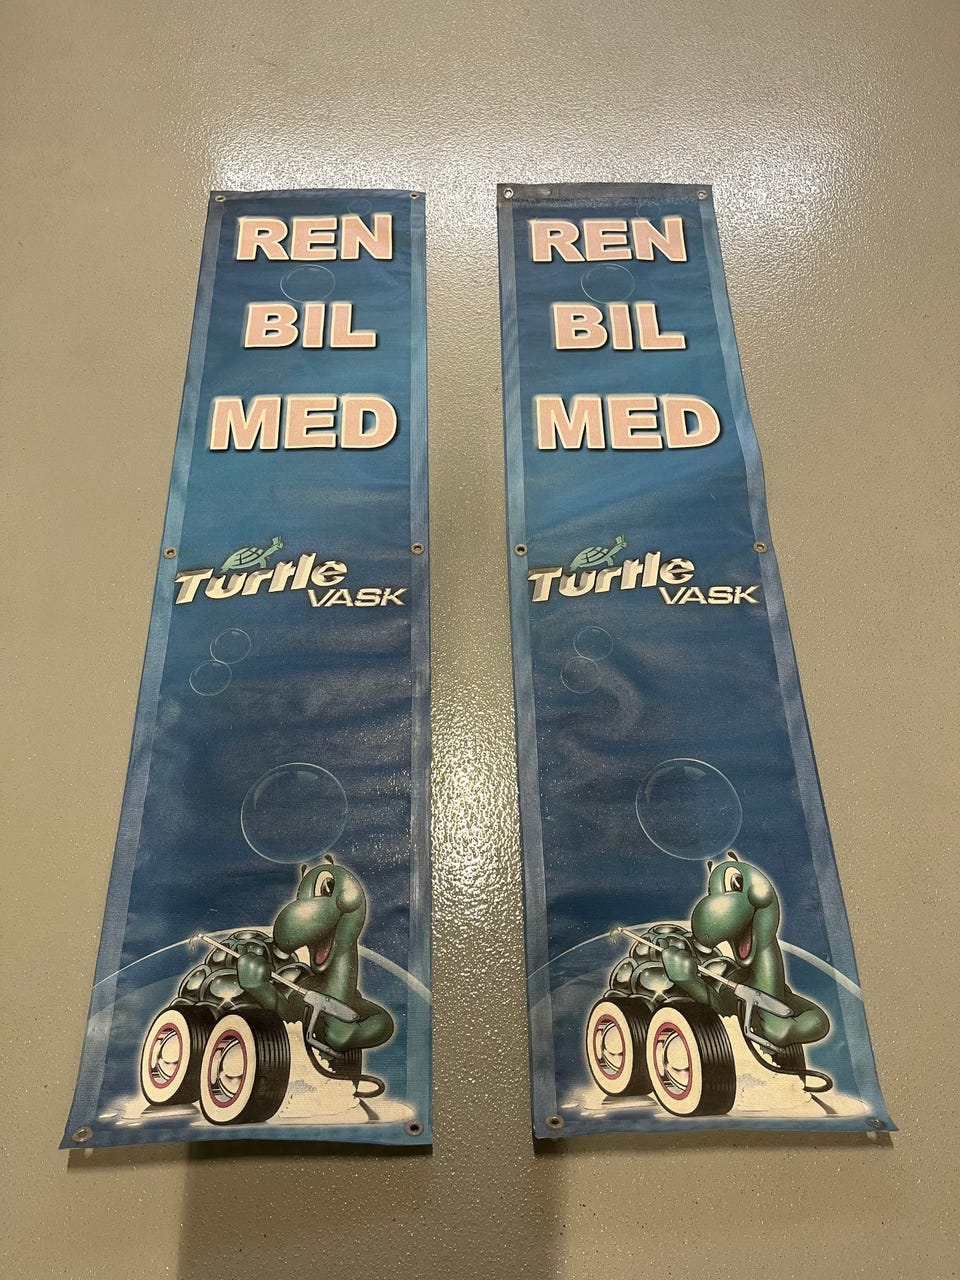 REN
BIL
MED
Turtle
VASK
REN
BIL
MED
Turtle
VASK